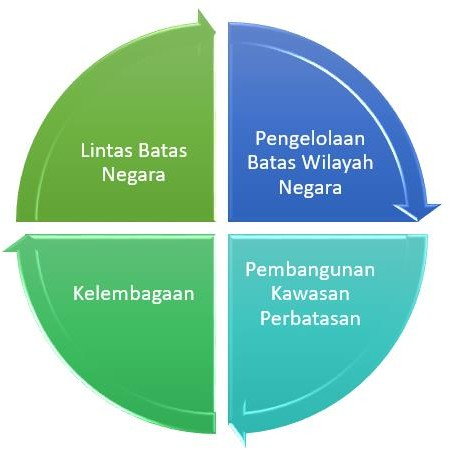 Lintas Batas
Negara
Pengelolaan
Batas Wilayah
Negara
Kelembagaan
Pembangunan
Kawasan
Perbatasan